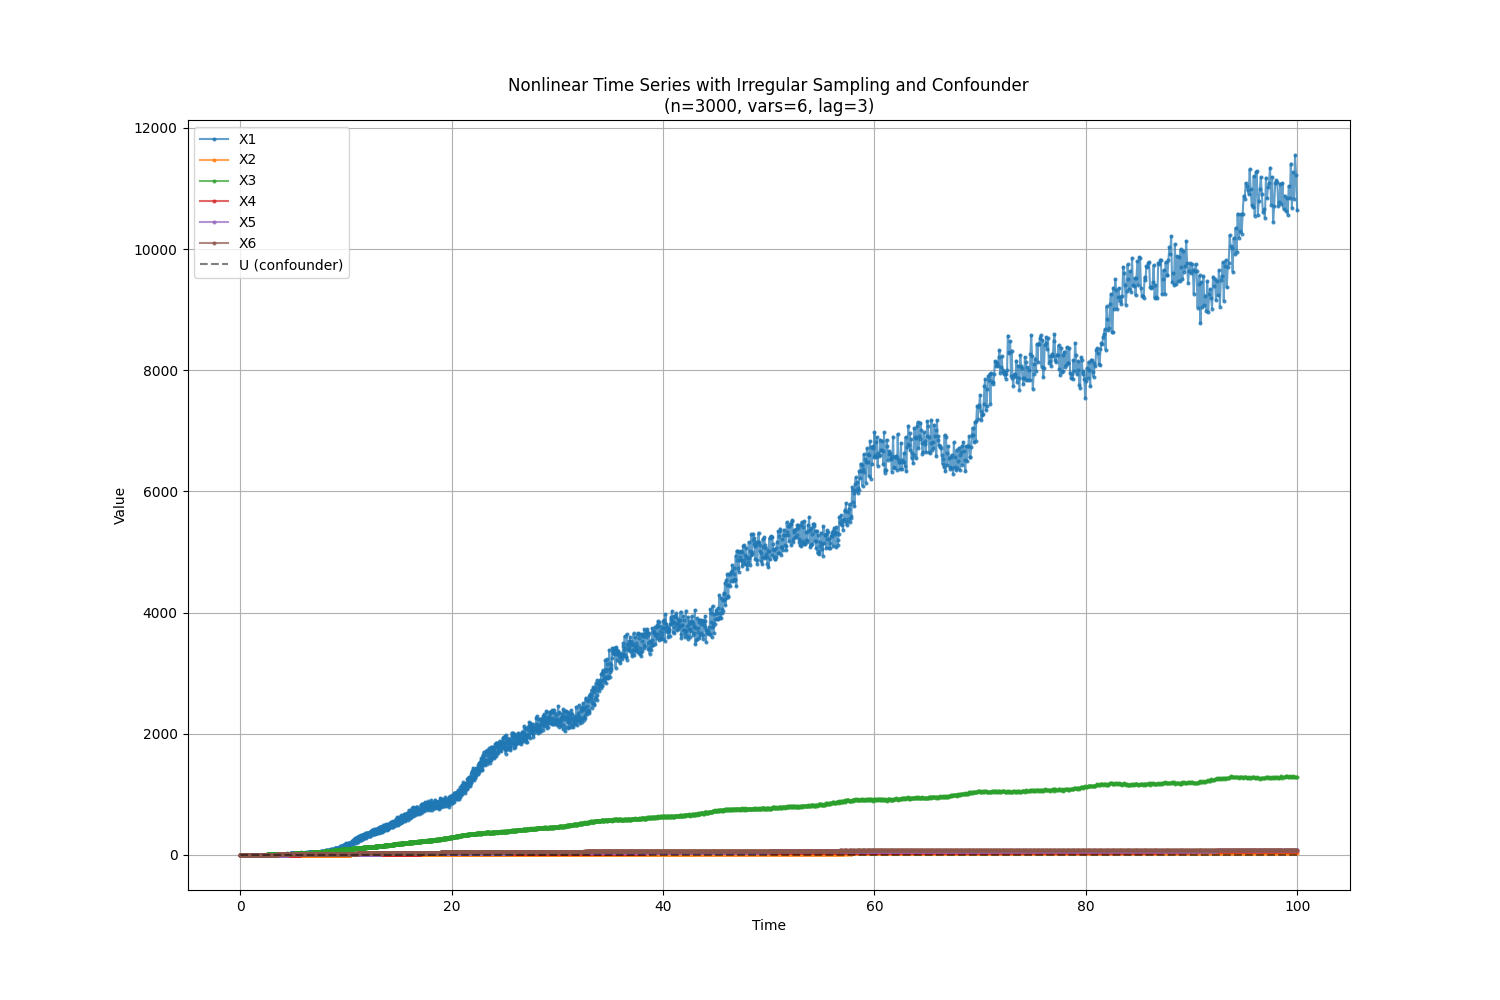 Nonlinear Time Series with Irregular Sampling and Confounder
(n=3000, vars=6, lag=3)
12000
10000
8000
6000
4000
2000
0
Value
X1
X2
X3
X4
X5
X6
U (confounder)
0 20 40 60 80 100
Time